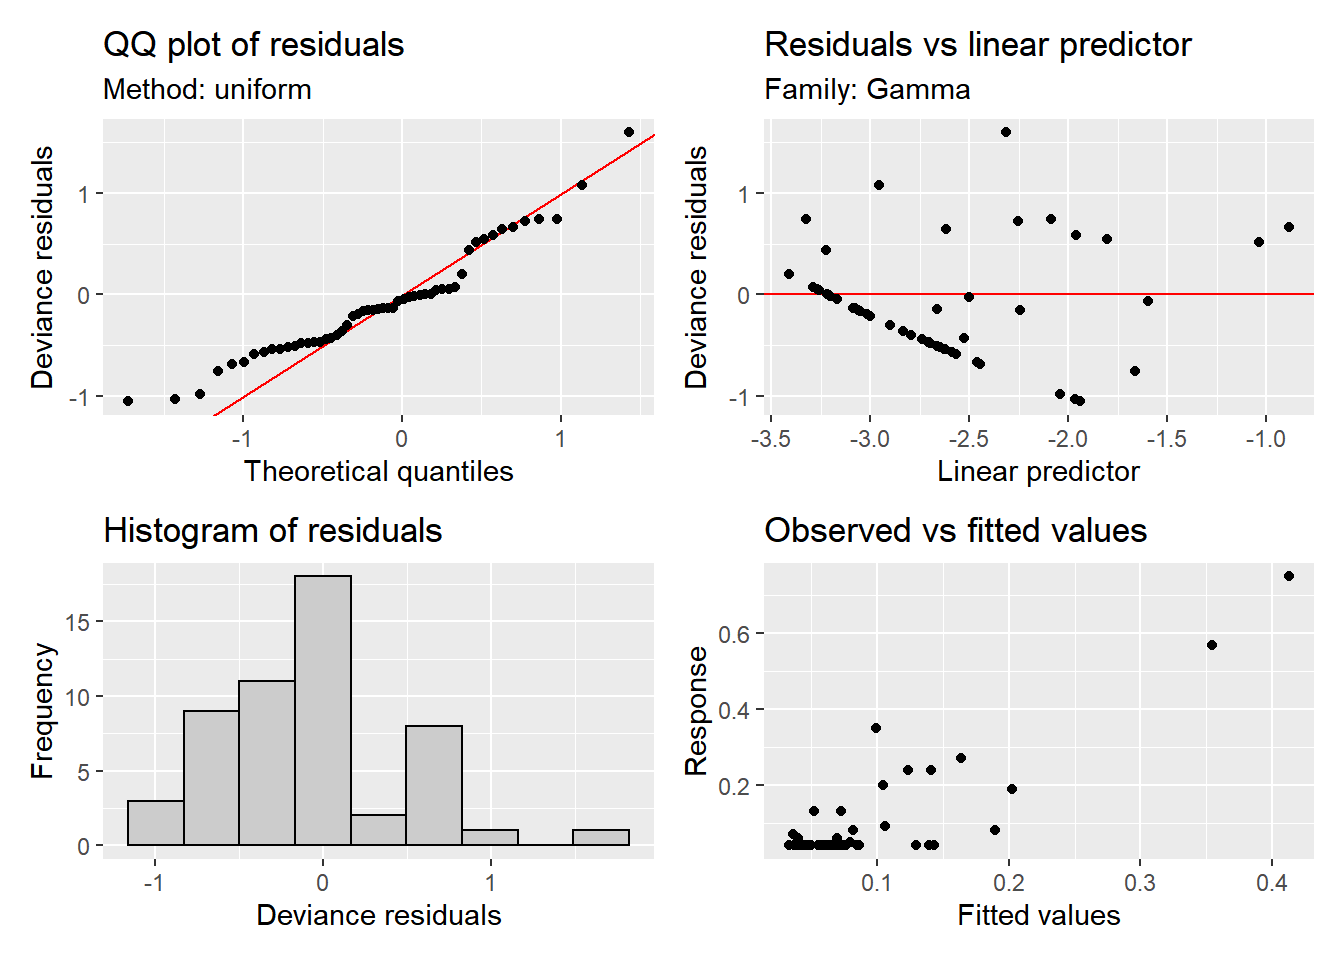 QQ plot of residuals
Method: uniform
Deviance residuals
1
0
-1
-1
0
1
Theoretical quantiles
Residuals vs linear predictor
Family: Gamma
Deviance residuals
1
0
-1
-3.5
-3.0
-2.5
-2.0
-1.5
-1.0
Linear predictor
Histogram of residuals
Frequency
15
10
5
0
-1
0
1
Deviance residuals
Observed vs fitted values
Response
0.6
0.4
0.2
0.1
0.2
0.3
0.4
Fitted values